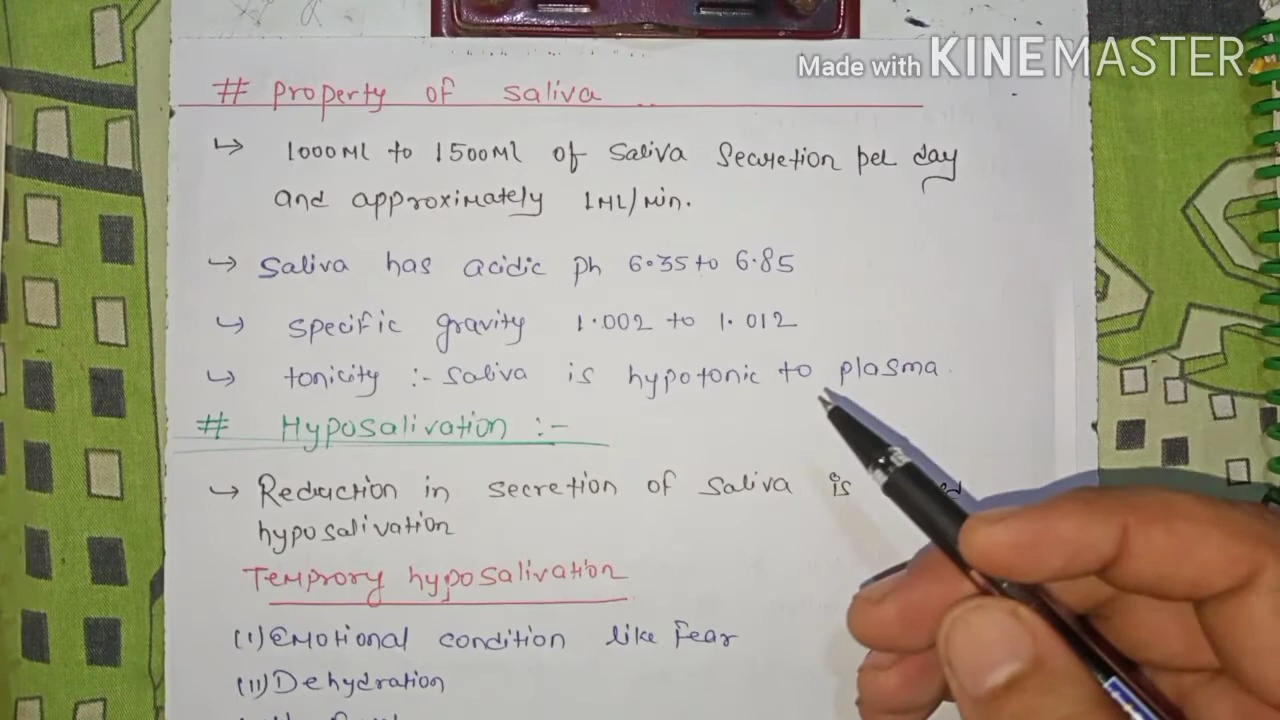 Made with KINEMASTER
# Property of saliva
↪ 1000Ml to 1500Ml of saliva secretion per day
and approximately 1ML/Min.
→ Saliva has acidic ph 6.35 to 6.85
↪ specific gravity 1.002 to 1.012
↪ tonicity :- saliva is hypotonic to plasma.
# Hyposalivation :-
↪ Reduction in secretion of saliva is
hyposalivation
Temprory hyposalivation
(I) Emotional condition like Fear
(II) Dehydration